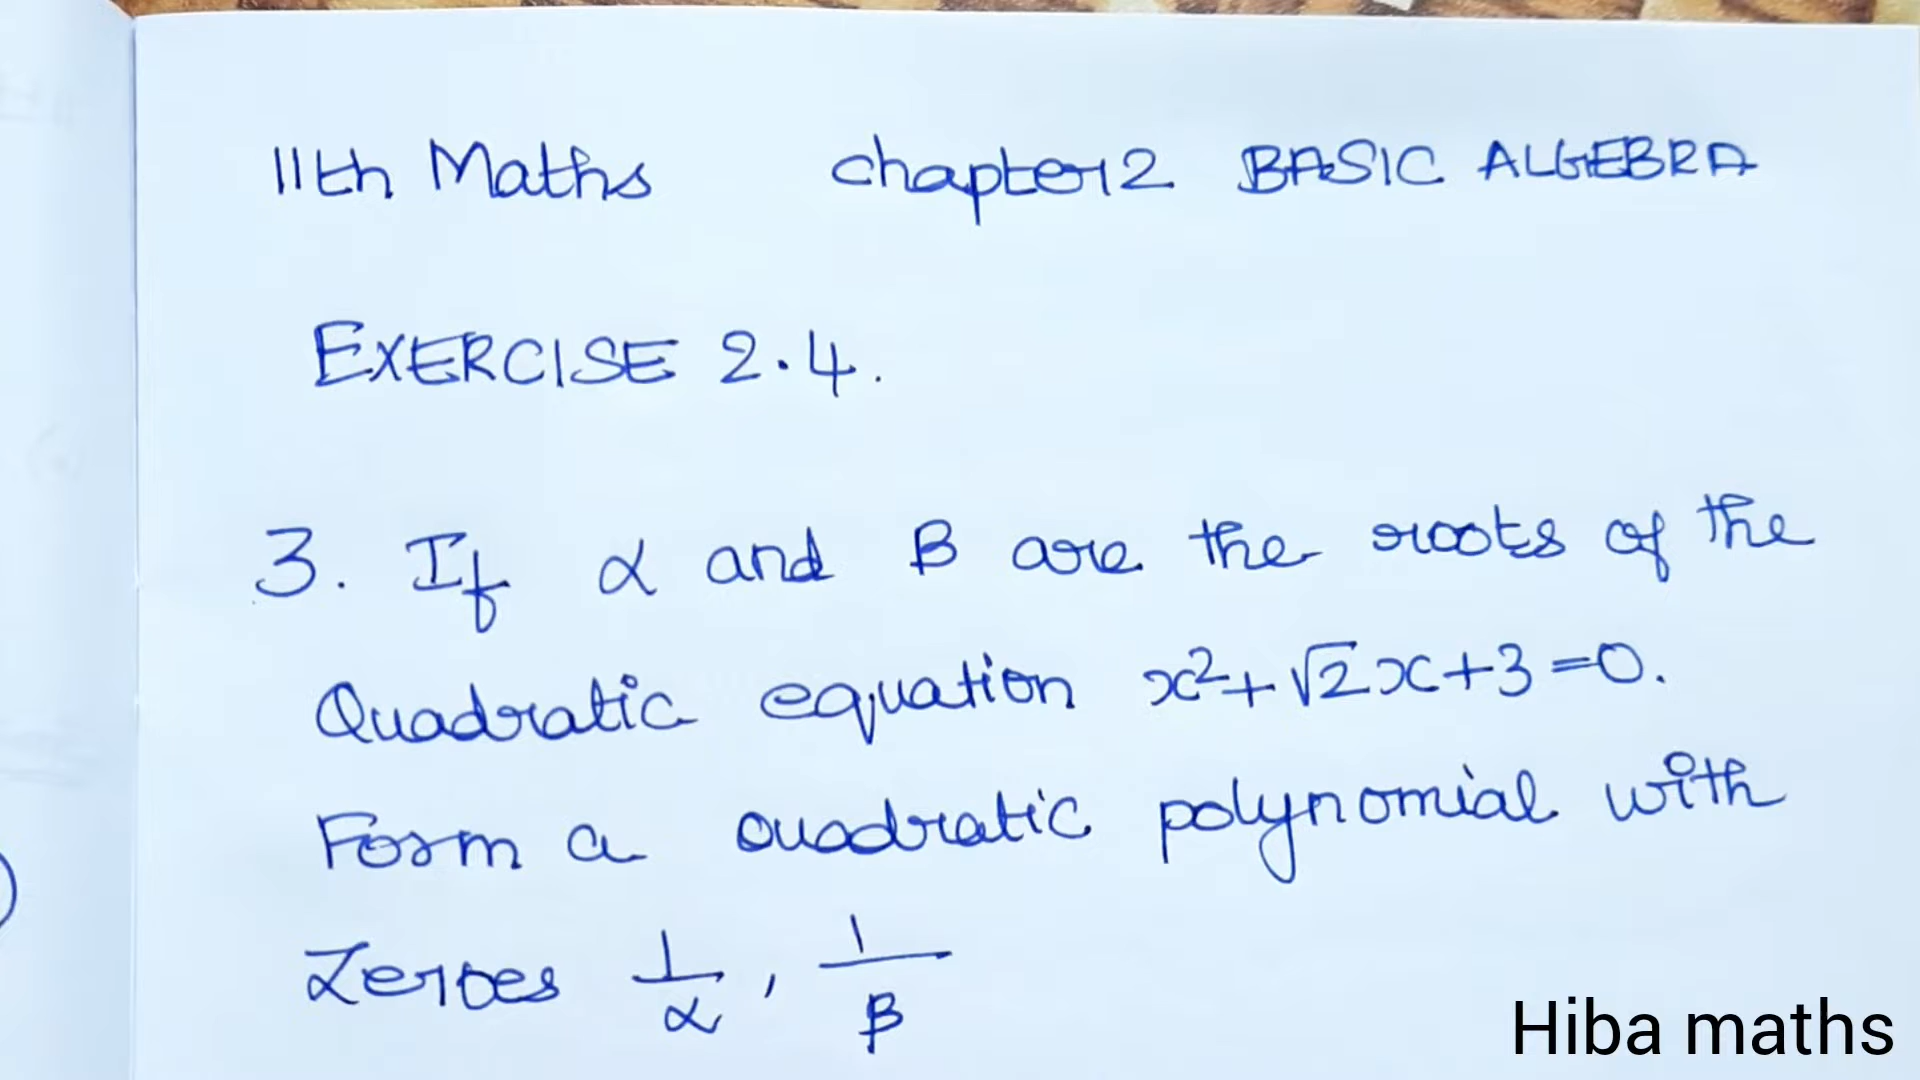 11th Maths chapter 2 BASIC ALGEBRA
EXERCISE 2.4.
3. If α and β are the roots of the
Quadratic equation x²+√2x+3=0.
Form a quadratic polynomial with
Zeroes 1/α, 1/β
Hiba maths